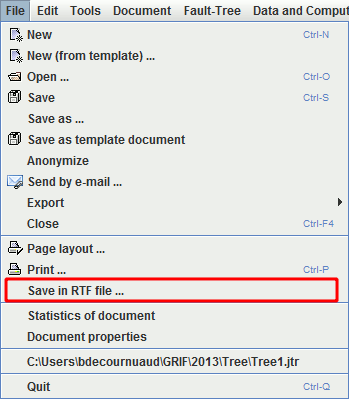 File Edit Tools Document Fault-Tree Data and Comput
New Ctrl-N
New (from template) ...
Open ... Ctrl-O
Save Ctrl-S
Save as ...
Save as template document
Anonymize
Send by e-mail ...
Export
Close Ctrl-F4
Page layout ...
Print ... Ctrl-P
Save in RTF file ...
Statistics of document
Document properties
C:\Users\bdecournuaud\GRIF\2013\Tree\Tree1.jtr
Quit Ctrl-Q